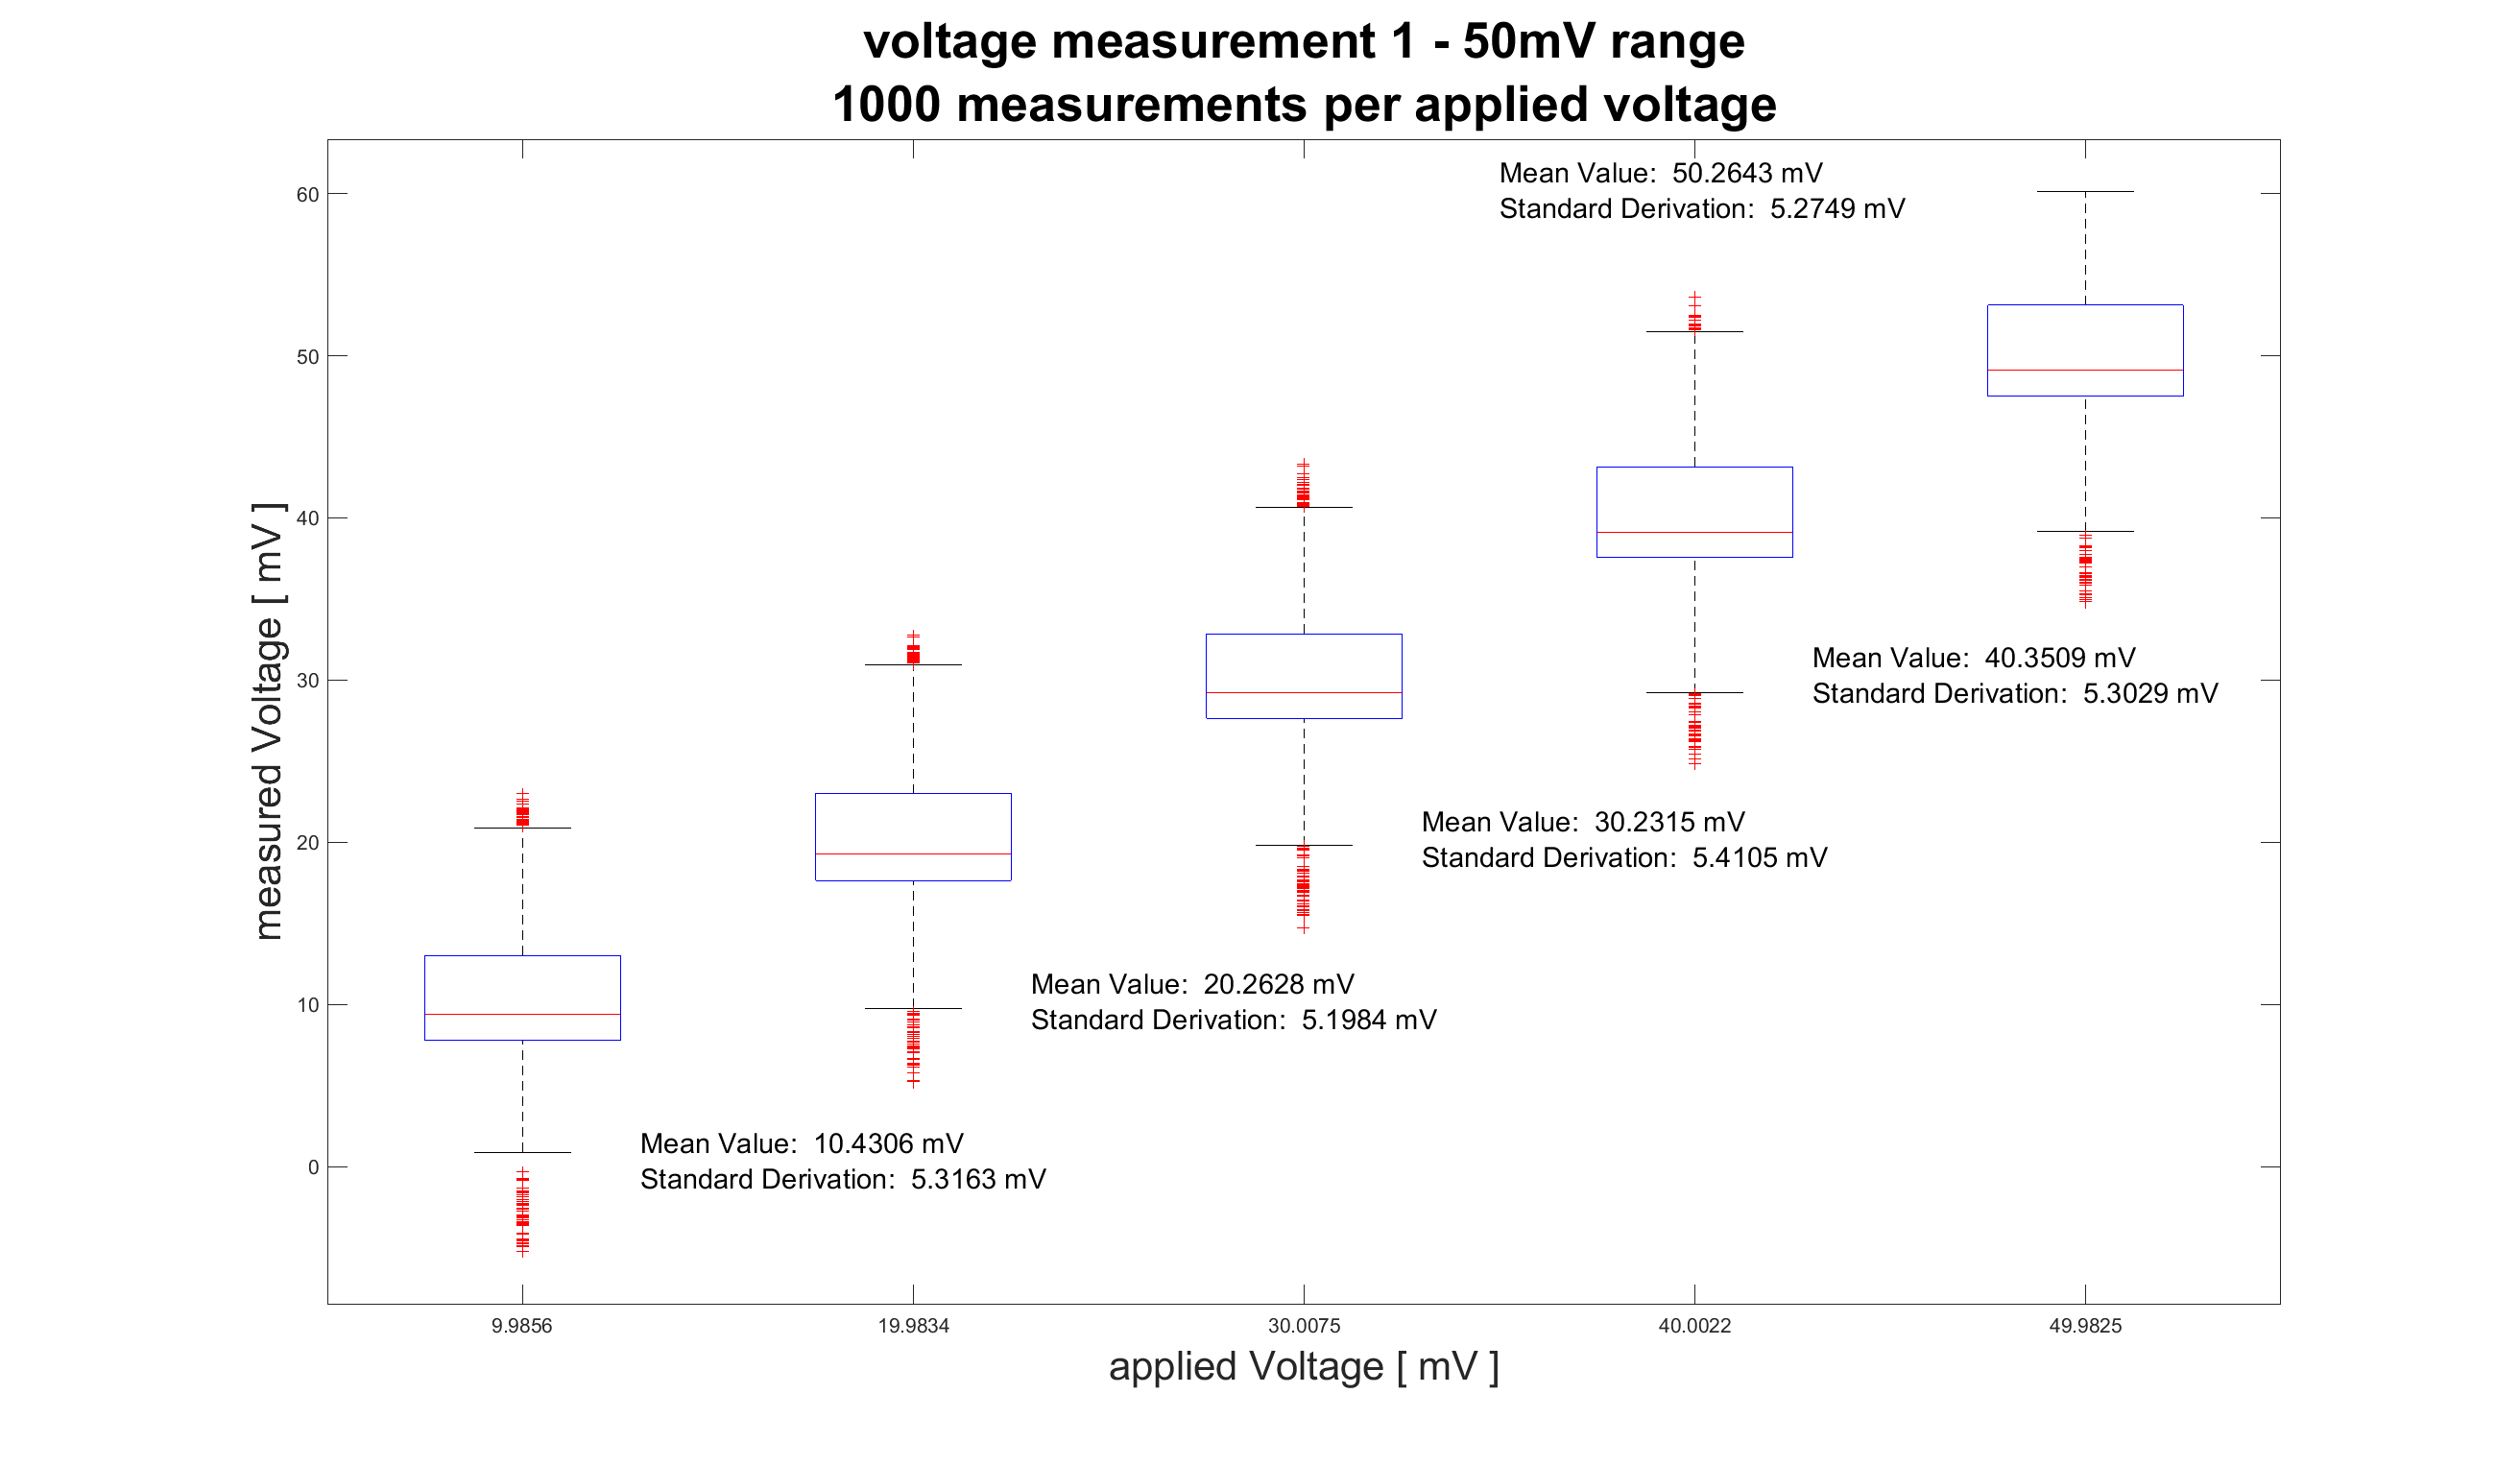 voltage measurement 1 - 50mV range
1000 measurements per applied voltage
Mean Value:  50.2643 mV
Standard Derivation:  5.2749 mV
Mean Value:  40.3509 mV
Standard Derivation:  5.3029 mV
Mean Value:  30.2315 mV
Standard Derivation:  5.4105 mV
Mean Value:  20.2628 mV
Standard Derivation:  5.1984 mV
Mean Value:  10.4306 mV
Standard Derivation:  5.3163 mV
measured Voltage [ mV ]
60
50
40
30
20
10
0
9.9856
19.9834
30.0075
40.0022
49.9825
applied Voltage [ mV ]